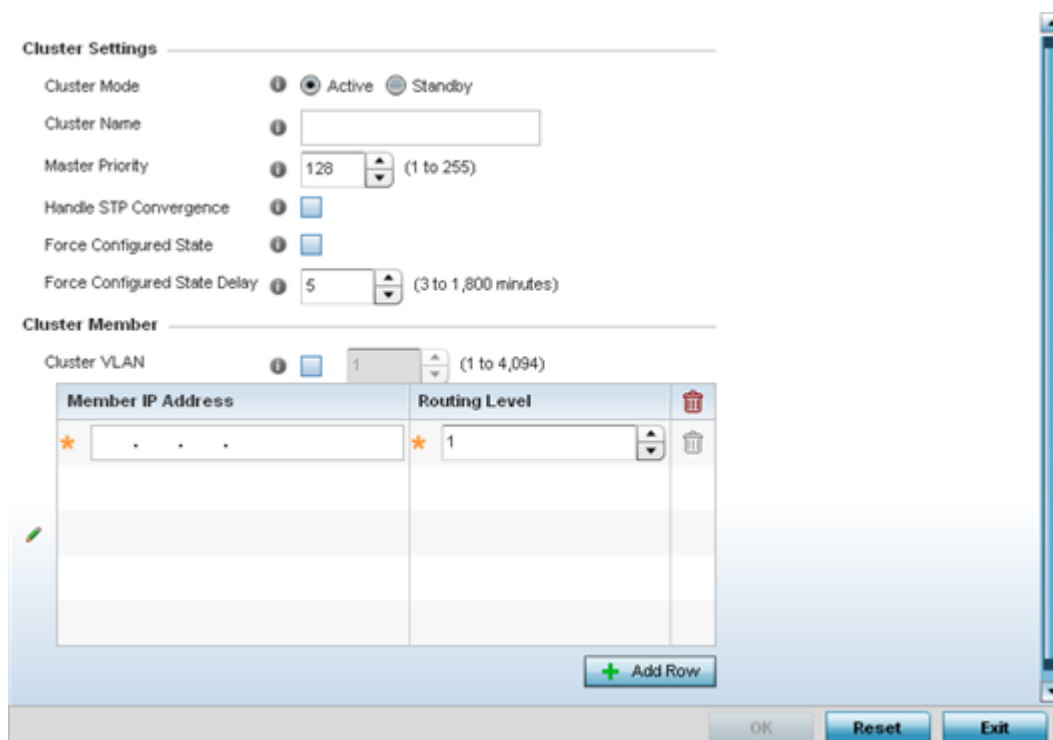 Cluster Settings
Cluster Mode Active Standby
Cluster Name
Master Priority 128 (1 to 255)
Handle STP Convergence
Force Configured State
Force Configured State Delay 5 (3 to 1,800 minutes)
Cluster Member
Cluster VLAN 1 (1 to 4,094)
Member IP Address Routing Level
* . . . * 1
+ Add Row
OK Reset Exit